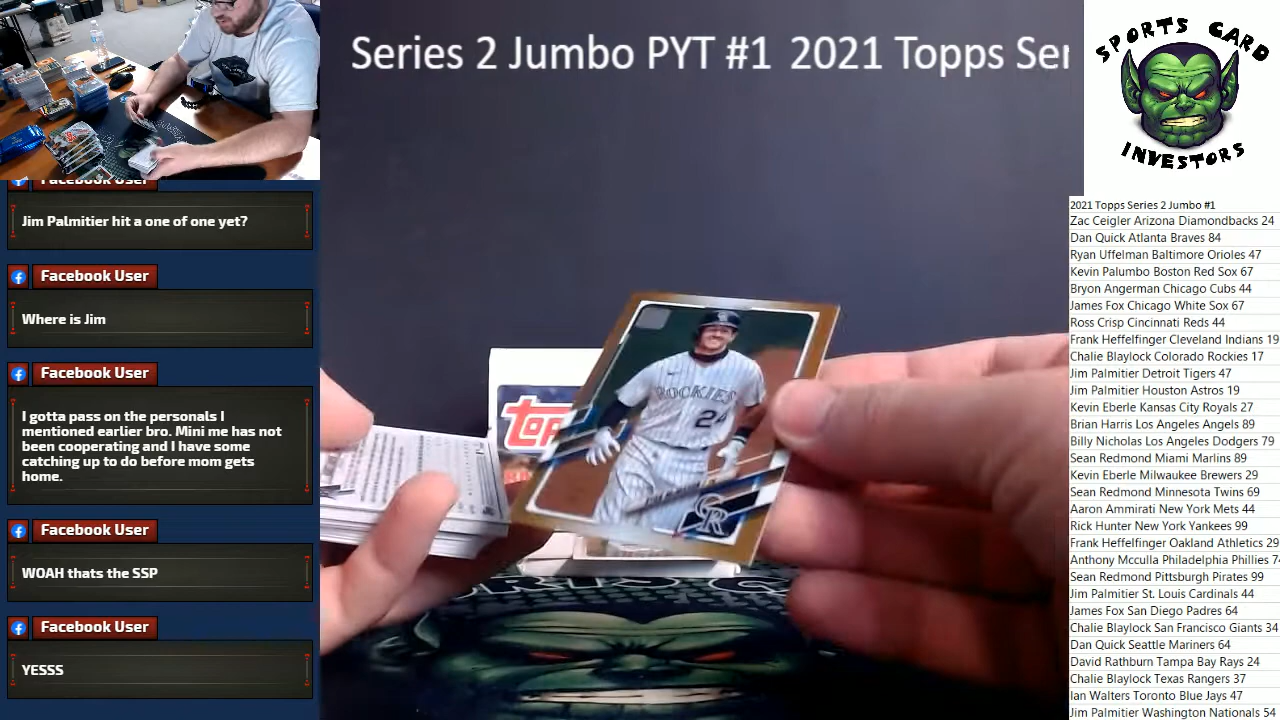 Series 2 Jumbo PYT #1 2021 Topps Ser
SPORTS CARD
INVESTORS
Facebook User
Jim Palmitier hit a one of one yet?
Facebook User
Where is Jim
Facebook User
I gotta pass on the personals I
mentioned earlier bro. Mini me has not
been cooperating and I have some
catching up to do before mom gets
home.
Facebook User
WOAH thats the SSP
Facebook User
YESSS
ROCKIES
24
CR
2021 Topps Series 2 Jumbo #1
Zac Ceigler Arizona Diamondbacks 24
Dan Quick Atlanta Braves 84
Ryan Uffelman Baltimore Orioles 47
Kevin Palumbo Boston Red Sox 67
Bryon Angerman Chicago Cubs 44
James Fox Chicago White Sox 67
Ross Crisp Cincinnati Reds 44
Frank Heffelfinger Cleveland Indians 19
Chalie Blaylock Colorado Rockies 17
Jim Palmitier Detroit Tigers 47
Jim Palmitier Houston Astros 19
Kevin Eberle Kansas City Royals 27
Brian Harris Los Angeles Angels 89
Billy Nicholas Los Angeles Dodgers 79
Sean Redmond Miami Marlins 89
Kevin Eberle Milwaukee Brewers 29
Sean Redmond Minnesota Twins 69
Aaron Ammirati New York Mets 44
Rick Hunter New York Yankees 99
Frank Heffelfinger Oakland Athletics 29
Anthony Mcculla Philadelphia Phillies 7
Sean Redmond Pittsburgh Pirates 99
Jim Palmitier St. Louis Cardinals 44
James Fox San Diego Padres 64
Chalie Blaylock San Francisco Giants 34
Dan Quick Seattle Mariners 64
David Rathburn Tampa Bay Rays 24
Chalie Blaylock Texas Rangers 37
Ian Walters Toronto Blue Jays 47
Jim Palmitier Washington Nationals 54